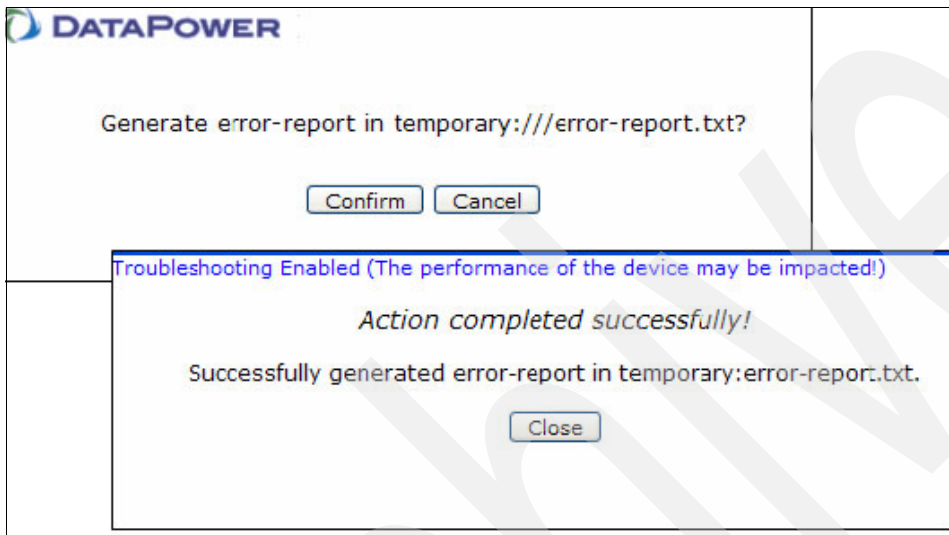 DATAPOWER
Generate error-report in temporary:///error-report.txt?
Confirm Cancel
Troubleshooting Enabled (The performance of the device may be impacted!)
Action completed successfully!
Successfully generated error-report in temporary:error-report.txt.
Close